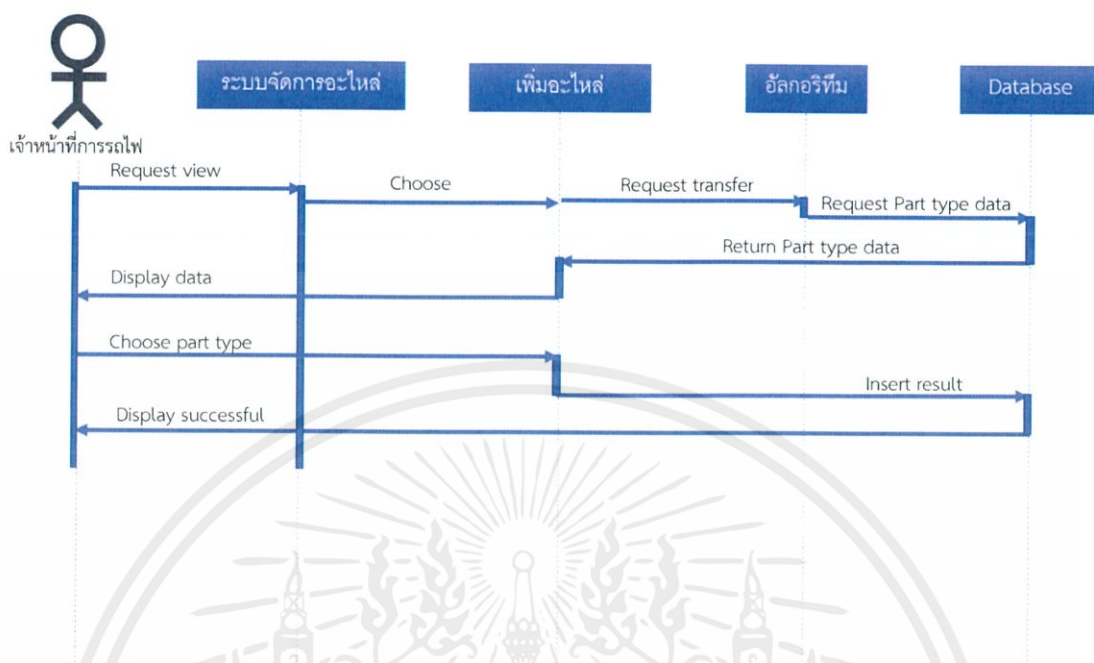 ระบบจัดการอะไหล่
เพิ่มอะไหล่
อัลกอริทึม
Database
เจ้าหน้าที่การรถไฟ
Request view
Choose
Request transfer
Request Part type data
Return Part type data
Display data
Choose part type
Insert result
Display successful